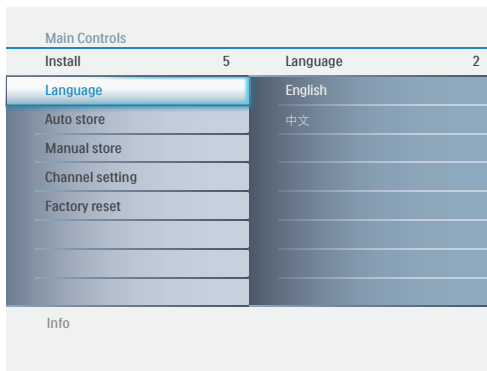 Main Controls
Install 5 Language 2
Language English
Auto store 中文
Manual store
Channel setting
Factory reset
Info